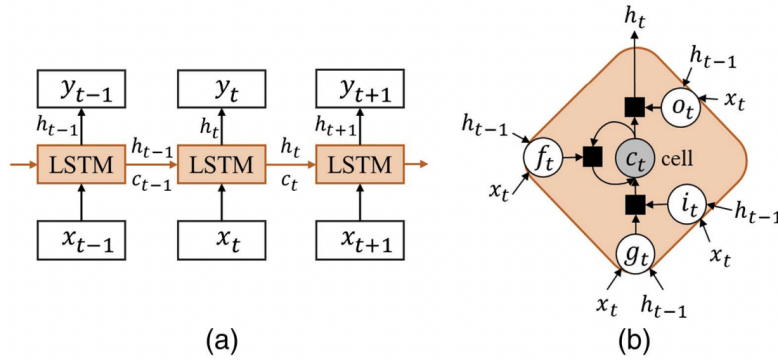 y_{t-1} y_t y_{t+1}
h_{t-1} h_t h_{t+1}
LSTM h_{t-1} LSTM h_t LSTM
c_{t-1} c_t
x_{t-1} x_t x_{t+1}
(a)
h_t
h_{t-1}
o_t x_t
h_{t-1}
f_t c_t cell
x_t
i_t h_{t-1}
x_t
g_t
x_t h_{t-1}
(b)